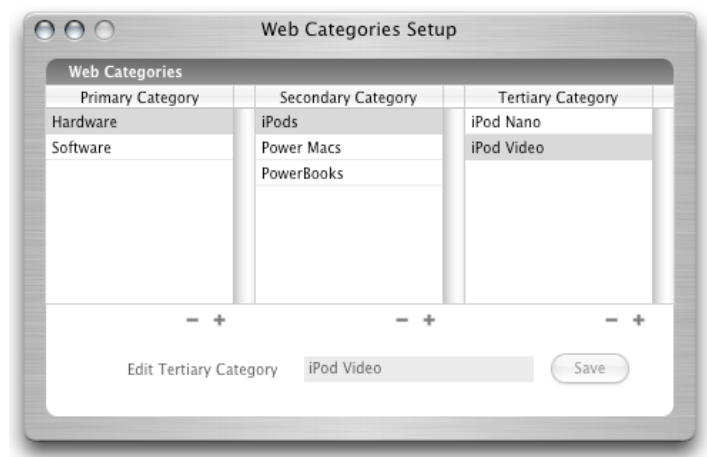 Web Categories Setup
Web Categories
Primary Category Secondary Category Tertiary Category
Hardware iPods iPod Nano
Software Power Macs iPod Video
PowerBooks
− + − + − +
Edit Tertiary Category iPod Video Save